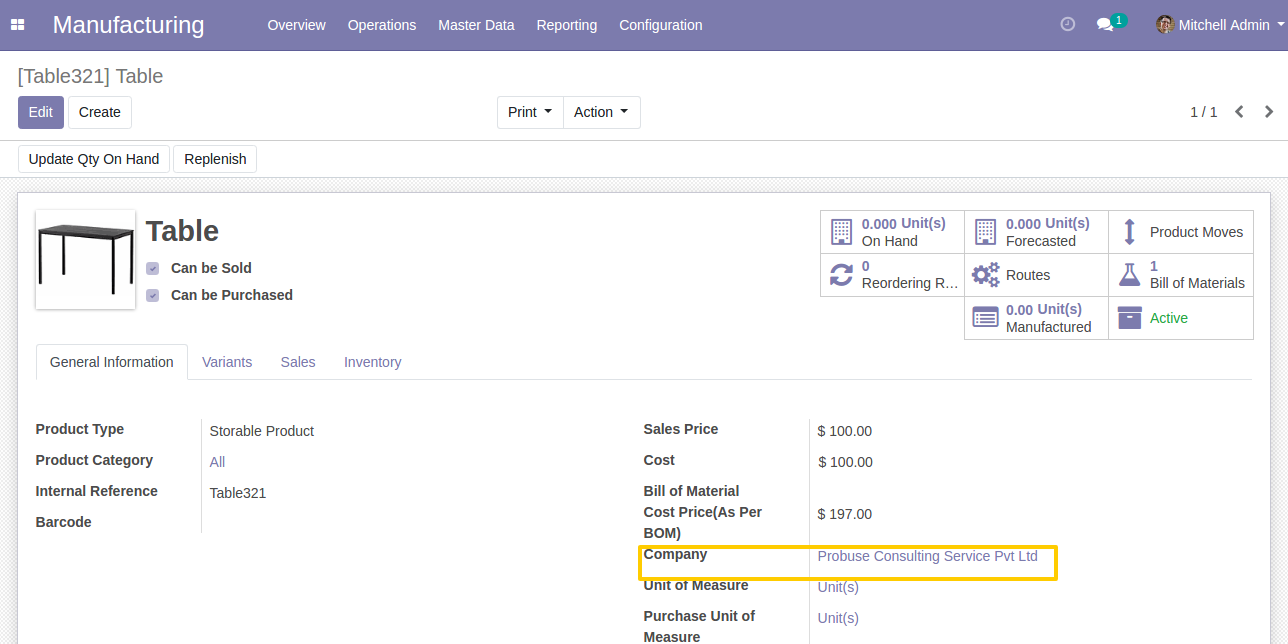 Manufacturing
Overview Operations Master Data Reporting Configuration
1
Mitchell Admin
[Table321] Table
Edit Create
Print Action
1 / 1
Update Qty On Hand Replenish
Table
Can be Sold
Can be Purchased
0.000 Unit(s)
On Hand
0.000 Unit(s)
Forecasted
Product Moves
0
Reordering R...
Routes
1
Bill of Materials
0.00 Unit(s)
Manufactured
Active
General Information Variants Sales Inventory
Product Type Storable Product
Product Category All
Internal Reference Table321
Barcode
Sales Price $ 100.00
Cost $ 100.00
Bill of Material
Cost Price(As Per $ 197.00
BOM)
Company Probuse Consulting Service Pvt Ltd
Unit of Measure Unit(s)
Purchase Unit of Unit(s)
Measure